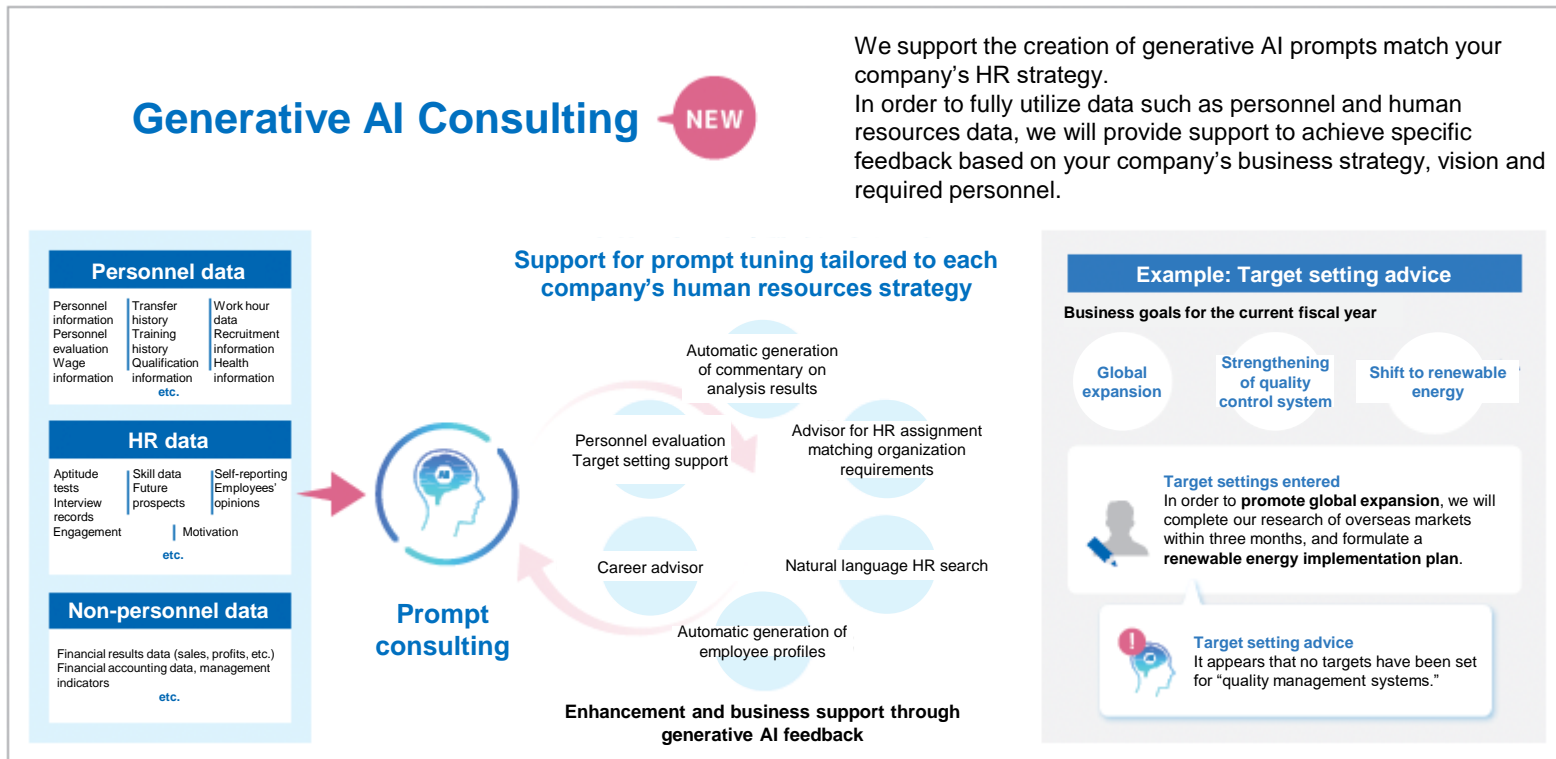 Generative AI Consulting
NEW
We support the creation of generative AI prompts match your
company's HR strategy.
In order to fully utilize data such as personnel and human
resources data, we will provide support to achieve specific
feedback based on your company's business strategy, vision and
required personnel.
Personnel data
Personnel
information
Personnel
evaluation
Wage
information
Transfer
history
Training
history
Qualification
information
Work hour
data
Recruitment
information
Health
information
etc.
HR data
Aptitude
tests
Interview
records
Engagement
Skill data
Future
prospects
Self-reporting
Employees'
opinions
Motivation
etc.
Non-personnel data
Financial results data (sales, profits, etc.)
Financial accounting data, management
indicators
etc.
AI
Prompt
consulting
Support for prompt tuning tailored to each
company's human resources strategy
Automatic generation
of commentary on
analysis results
Personnel evaluation
Target setting support
Advisor for HR assignment
matching organization
requirements
Career advisor
Natural language HR search
Automatic generation of
employee profiles
Enhancement and business support through
generative AI feedback
Example: Target setting advice
Business goals for the current fiscal year
Global
expansion
Strengthening
of quality
control system
Shift to renewable
energy
Target settings entered
In order to promote global expansion, we will
complete our research of overseas markets
within three months, and formulate a
renewable energy implementation plan.
!
Target setting advice
It appears that no targets have been set
for "quality management systems."